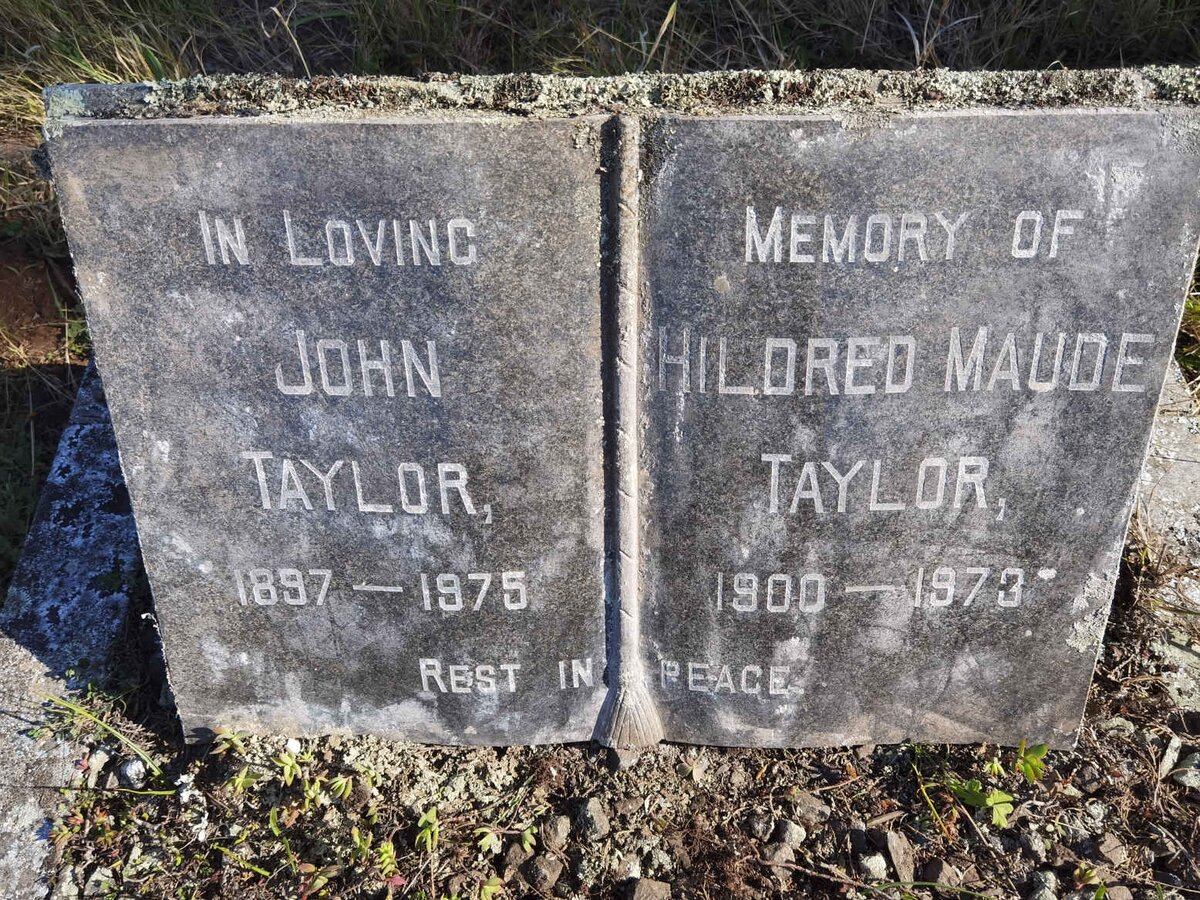 IN LOVING
JOHN
TAYLOR,
1897 — 1975
MEMORY OF
HILDRED MAUDE
TAYLOR,
1900 — 1973
REST IN PEACE.